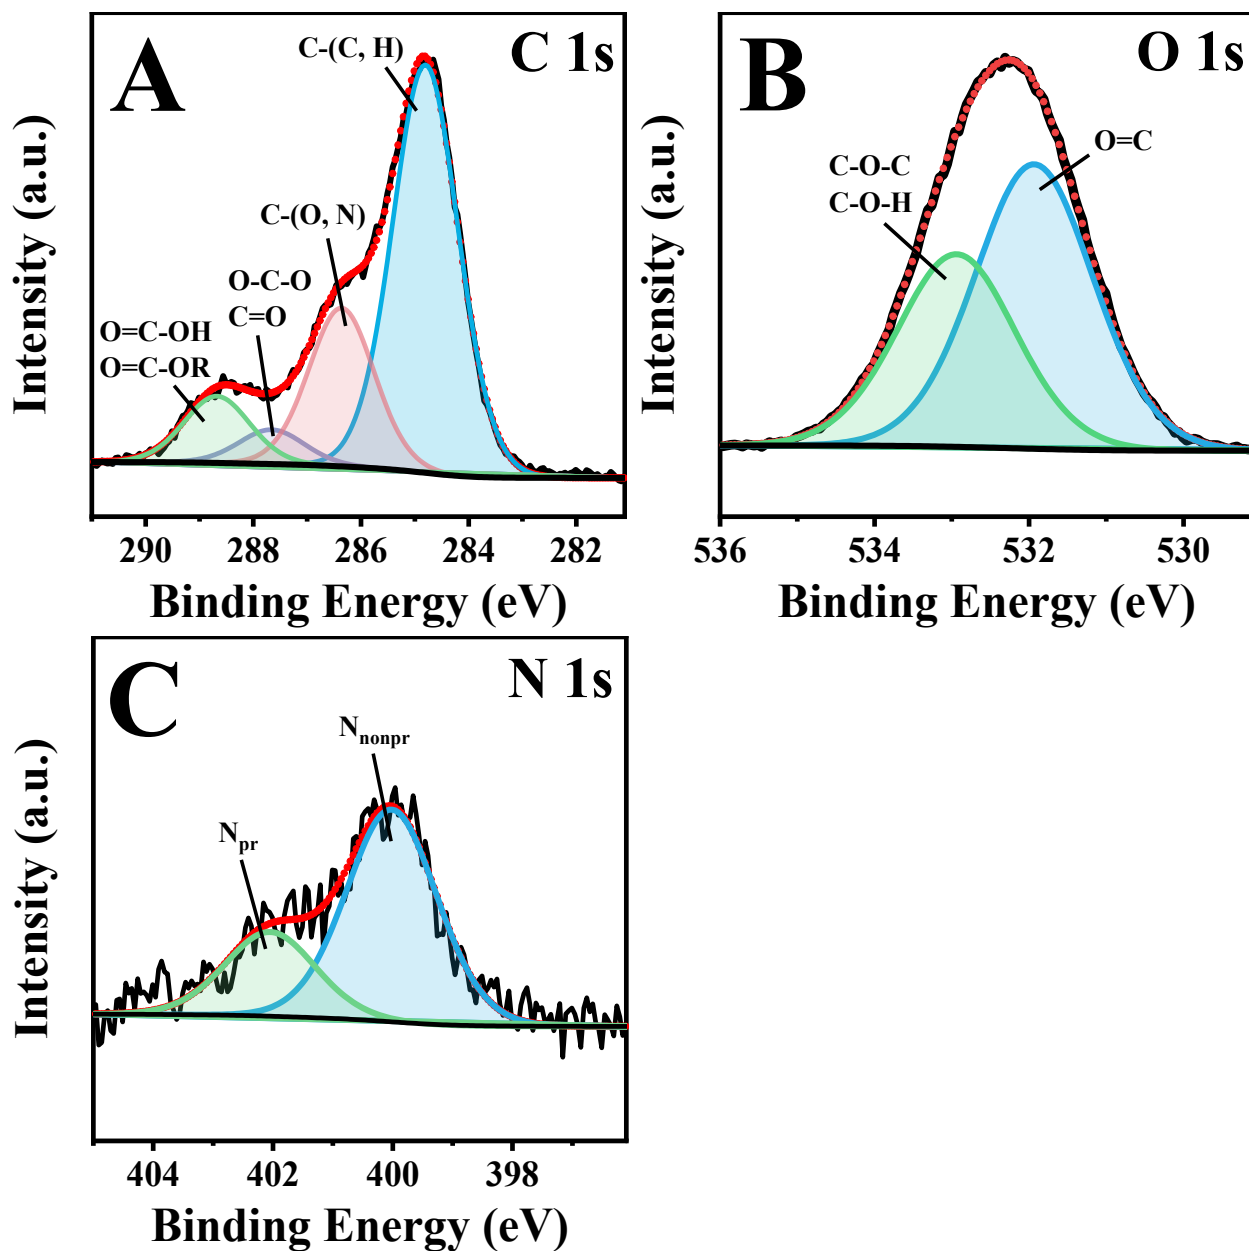 A
C 1s
C-(C, H)
C-(O, N)
O-C-O
C=O
O=C-OH
O=C-OR
Intensity (a.u.)
290 288 286 284 282
Binding Energy (eV)
B
O 1s
O=C
C-O-C
C-O-H
Intensity (a.u.)
536 534 532 530
Binding Energy (eV)
C
N 1s
Nnonpr
Npr
Intensity (a.u.)
404 402 400 398
Binding Energy (eV)